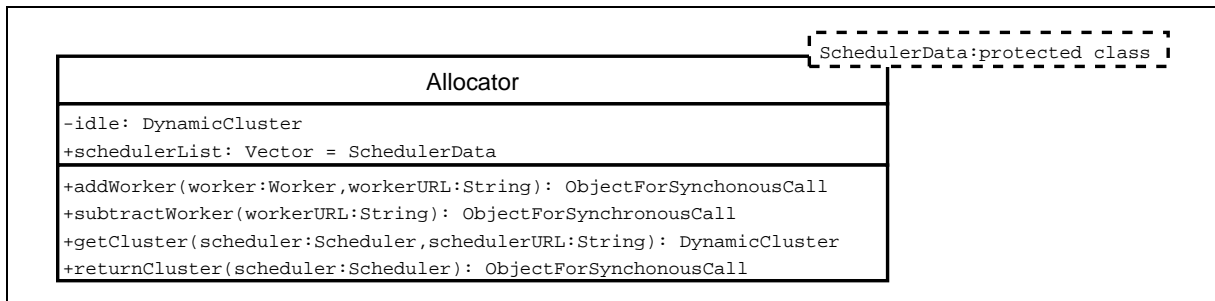 SchedulerData:protected class
Allocator
-idle: DynamicCluster
+schedulerList: Vector = SchedulerData
+addWorker(worker:Worker,workerURL:String): ObjectForSynchonousCall
+subtractWorker(workerURL:String): ObjectForSynchronousCall
+getCluster(scheduler:Scheduler,schedulerURL:String): DynamicCluster
+returnCluster(scheduler:Scheduler): ObjectForSynchonousCall